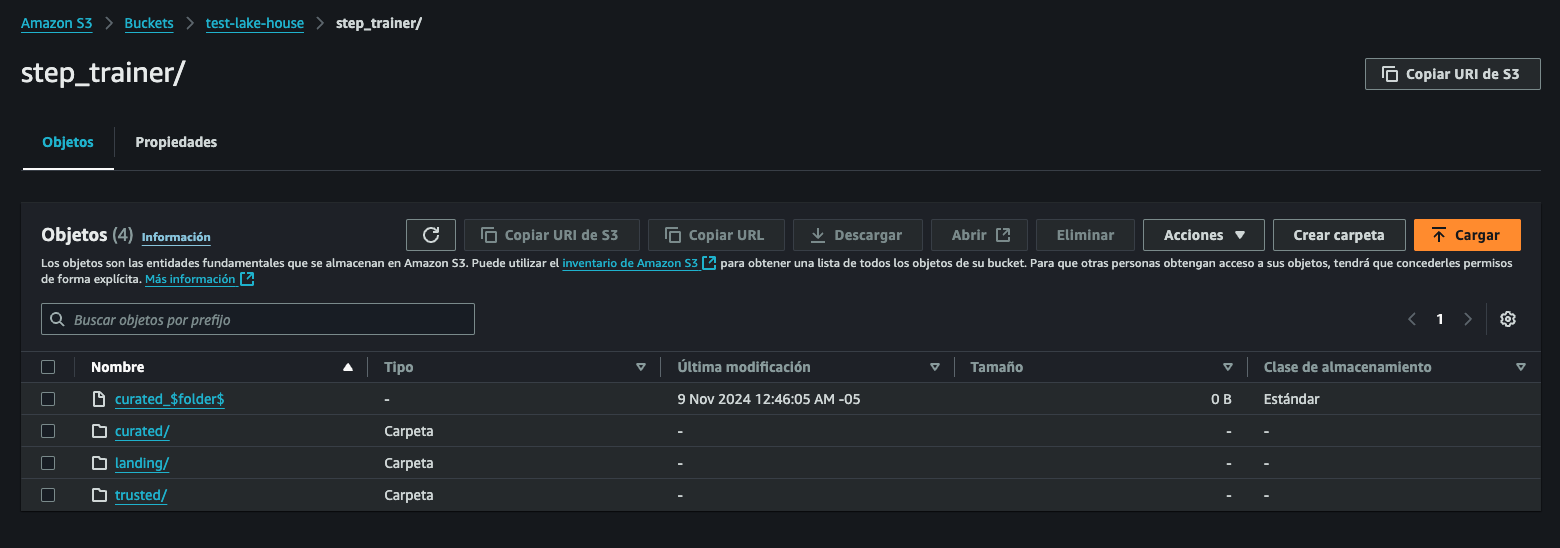 Amazon S3 > Buckets > test-lake-house > step_trainer/
step_trainer/
Copiar URI de S3
Objetos Propiedades
Objetos (4) Información Copiar URI de S3 Copiar URL Descargar Abrir Eliminar Acciones Crear carpeta Cargar
Los objetos son las entidades fundamentales que se almacenan en Amazon S3. Puede utilizar el inventario de Amazon S3 para obtener una lista de todos los objetos de su bucket. Para que otras personas obtengan acceso a sus objetos, tendrá que concederles permisos
de forma explícita. Más información
Buscar objetos por prefijo
1
Nombre Tipo Última modificación Tamaño Clase de almacenamiento
curated_$folder$ - 9 Nov 2024 12:46:05 AM -05 0 B Estándar
curated/ Carpeta - - -
landing/ Carpeta - - -
trusted/ Carpeta - - -